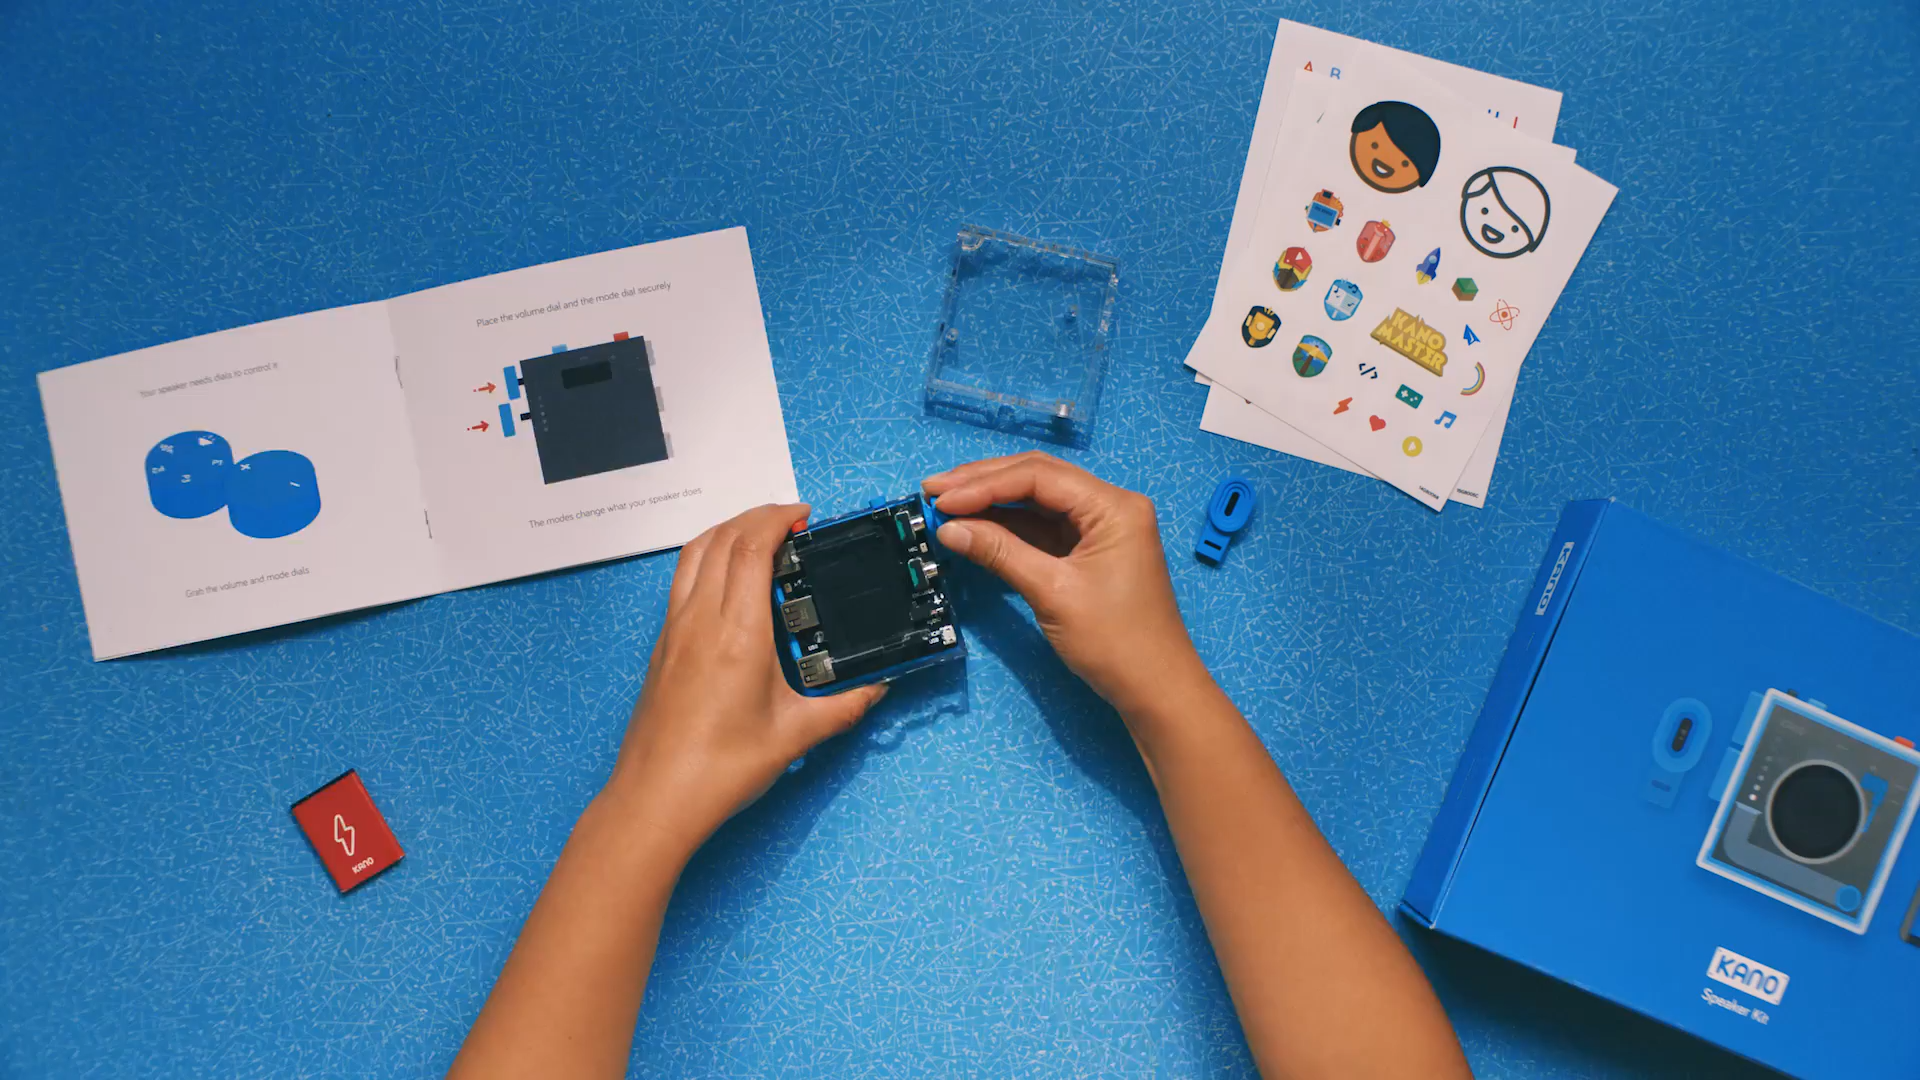 Your speaker needs dials to control it
Grab the volume and mode dials
Place the volume dial and the mode dial securely
The modes change what your speaker does
A B
KANO
MASTER
KANO
KANO
KANO
Speaker Kit